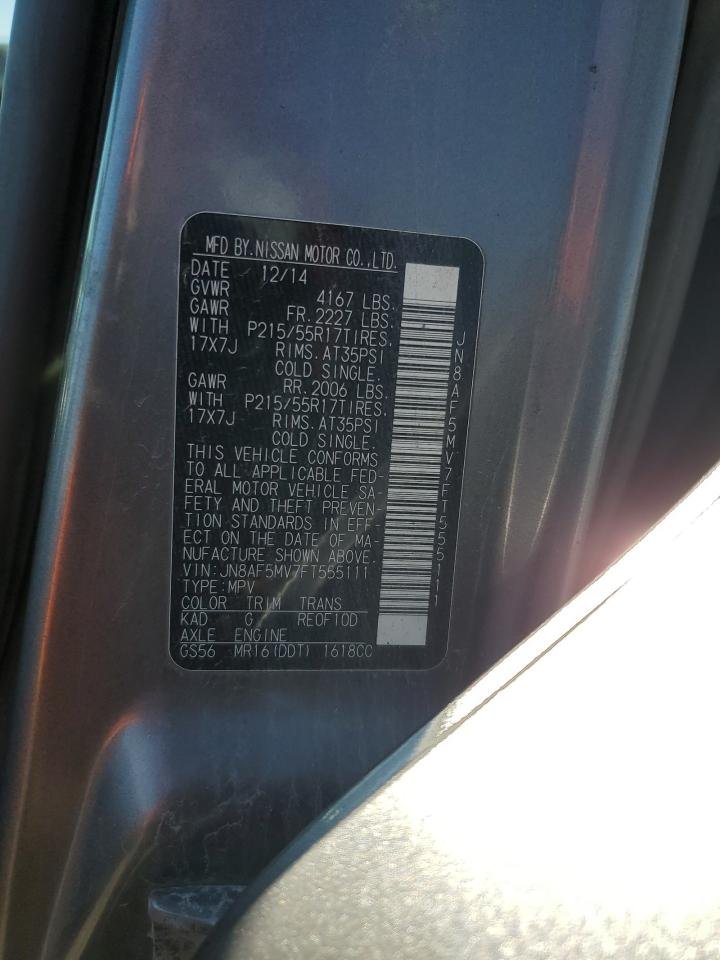 MFD BY.NISSAN MOTOR CO.,LTD.
DATE 12/14
GVWR 4167 LBS.
GAWR FR.2227 LBS.
WITH P215/55R17TIRES.
17X7J RIMS.AT35PSI
COLD SINGLE.
GAWR RR.2006 LBS.
WITH P215/55R17TIRES.
17X7J RIMS.AT35PSI
COLD SINGLE.
THIS VEHICLE CONFORMS
TO ALL APPLICABLE FED-
ERAL MOTOR VEHICLE SA-
FETY AND THEFT PREVEN-
TION STANDARDS IN EFF-
ECT ON THE DATE OF MA-
NUFACTURE SHOWN ABOVE.
VIN:JN8AF5MV7FT555111
TYPE:MPV
COLOR TRIM TRANS
KAD G RE0F10D
AXLE ENGINE
GS56 MR16(DDT) 1618CC
JN8AF5MV7FT555111